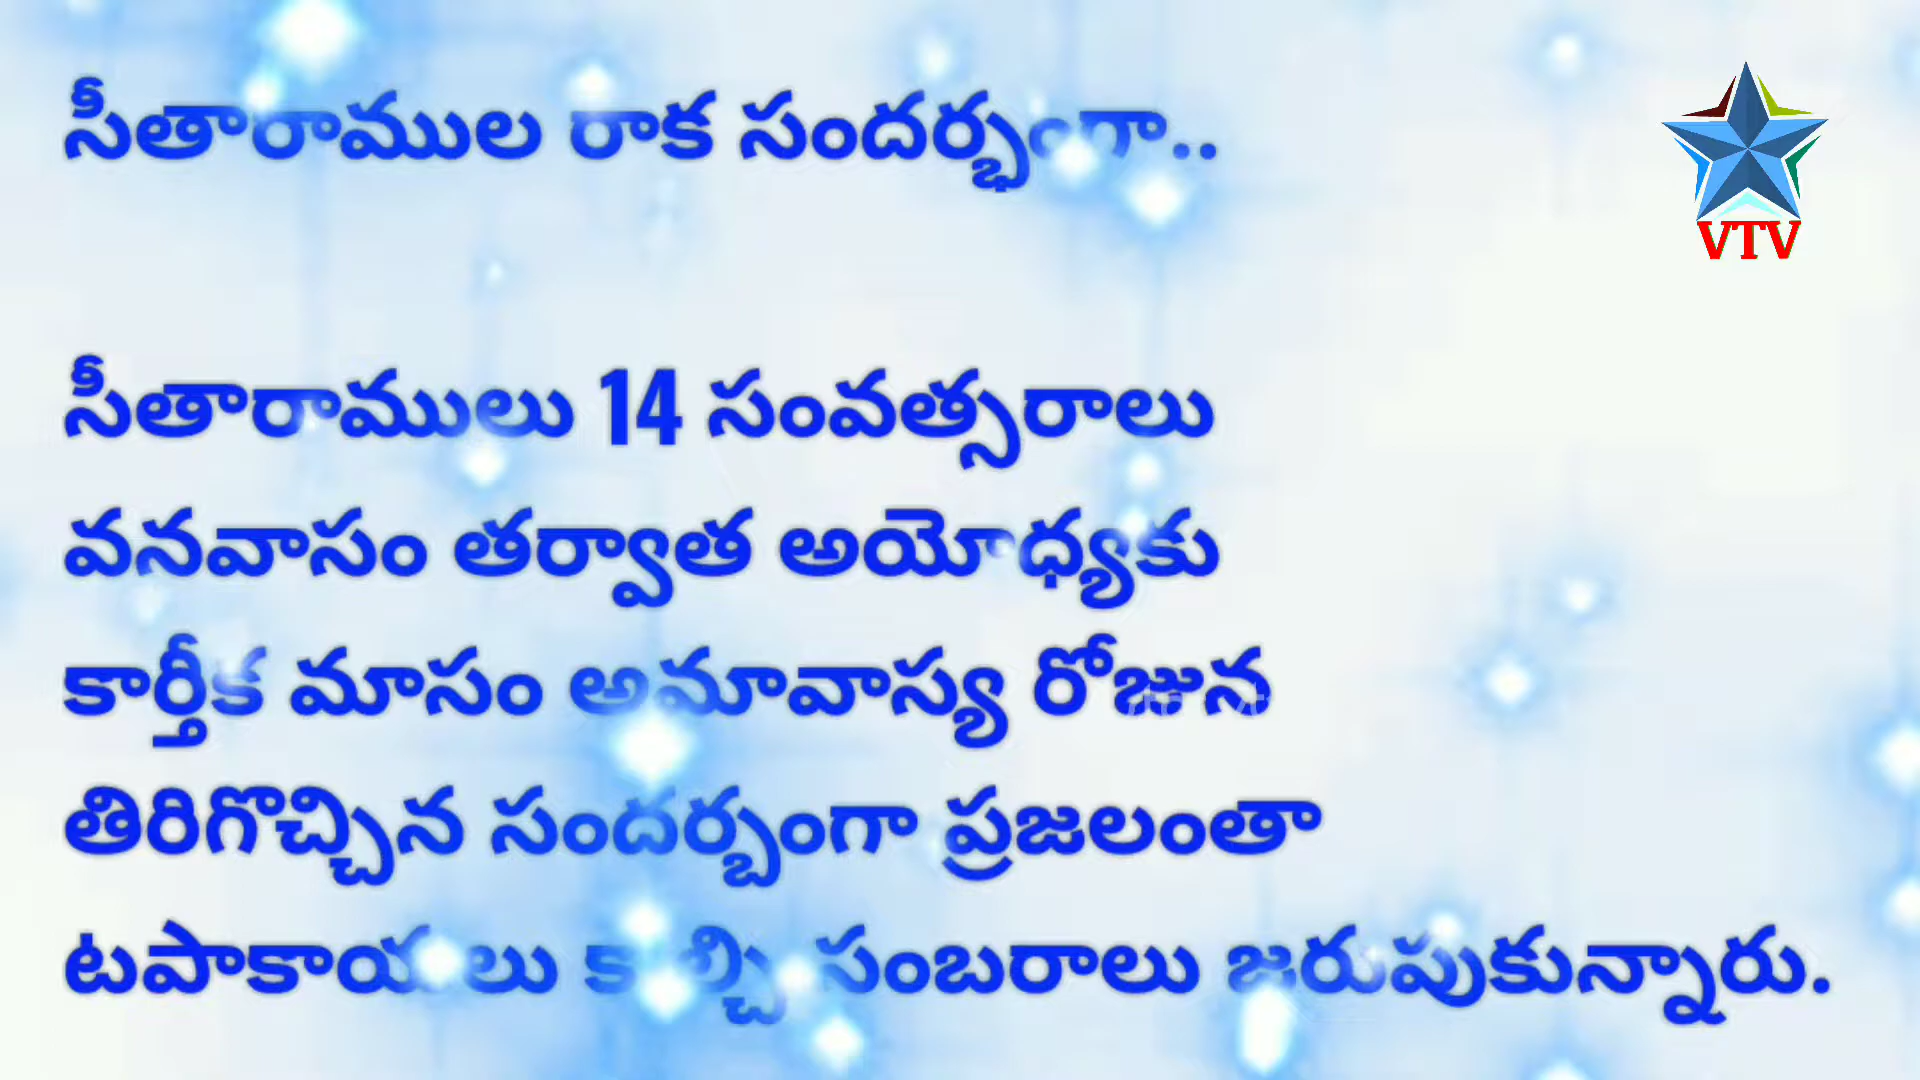 సీతారాముల రాక సందర్భంగా..
VTV
సీతారాములు 14 సంవత్సరాలు
వనవాసం తర్వాత అయోధ్యకు
కార్తీక మాసం అమావాస్య రోజున
తిరిగొచ్చిన సందర్బంగా ప్రజలంతా
టపాకాయలు కాల్చి సంబరాలు జరుపుకున్నారు.